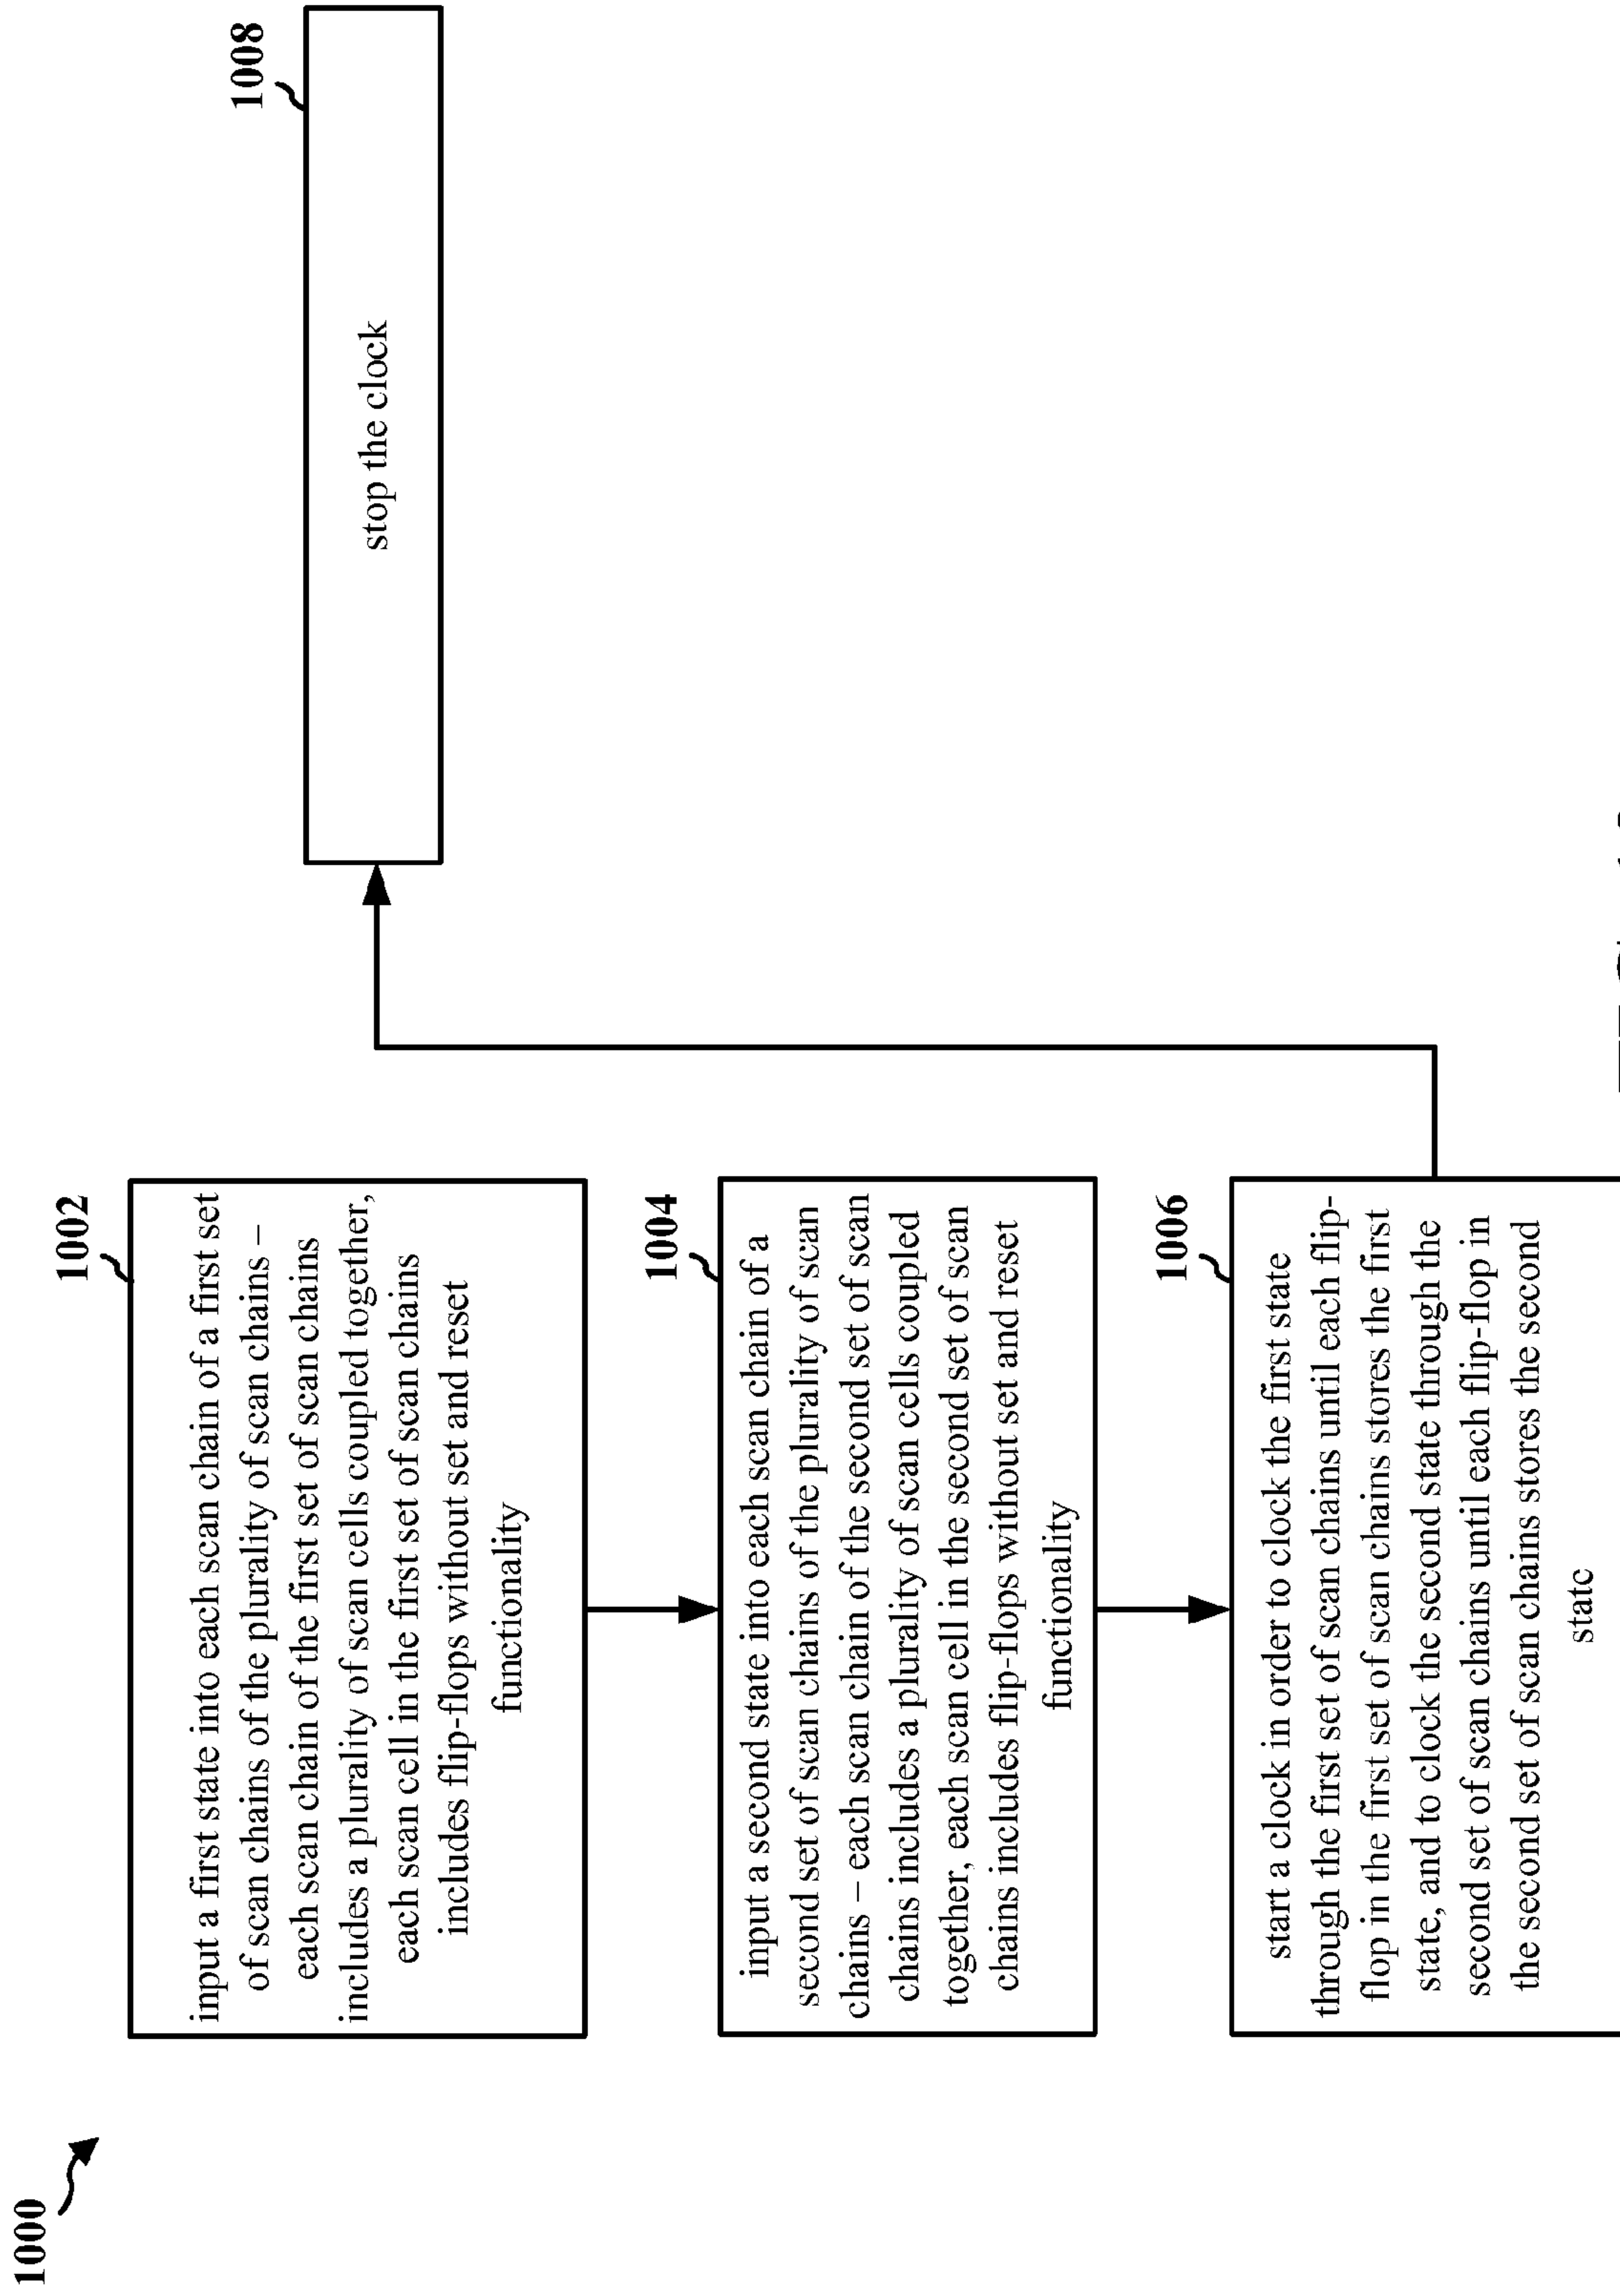 1000
1002
input a first state into each scan chain of a first set
of scan chains of the plurality of scan chains –
each scan chain of the first set of scan chains
includes a plurality of scan cells coupled together,
each scan cell in the first set of scan chains
includes flip-flops without set and reset
functionality
1004
input a second state into each scan chain of a
second set of scan chains of the plurality of scan
chains – each scan chain of the second set of scan
chains includes a plurality of scan cells coupled
together, each scan cell in the second set of scan
chains includes flip-flops without set and reset
functionality
1006
start a clock in order to clock the first state
through the first set of scan chains until each flip-
flop in the first set of scan chains stores the first
state, and to clock the second state through the
second set of scan chains until each flip-flop in
the second set of scan chains stores the second
state
1008
stop the clock